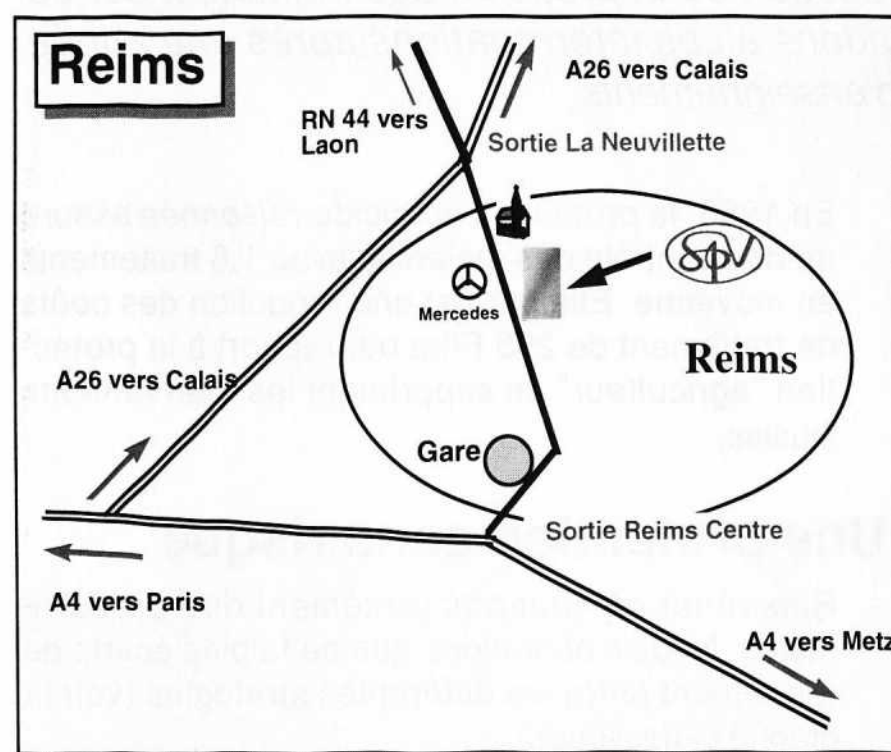 Reims
A26 vers Calais
RN 44 vers
Laon
Sortie La Neuvillette
Mercedes
Reims
A26 vers Calais
Gare
Sortie Reims Centre
A4 vers Paris
A4 vers Metz